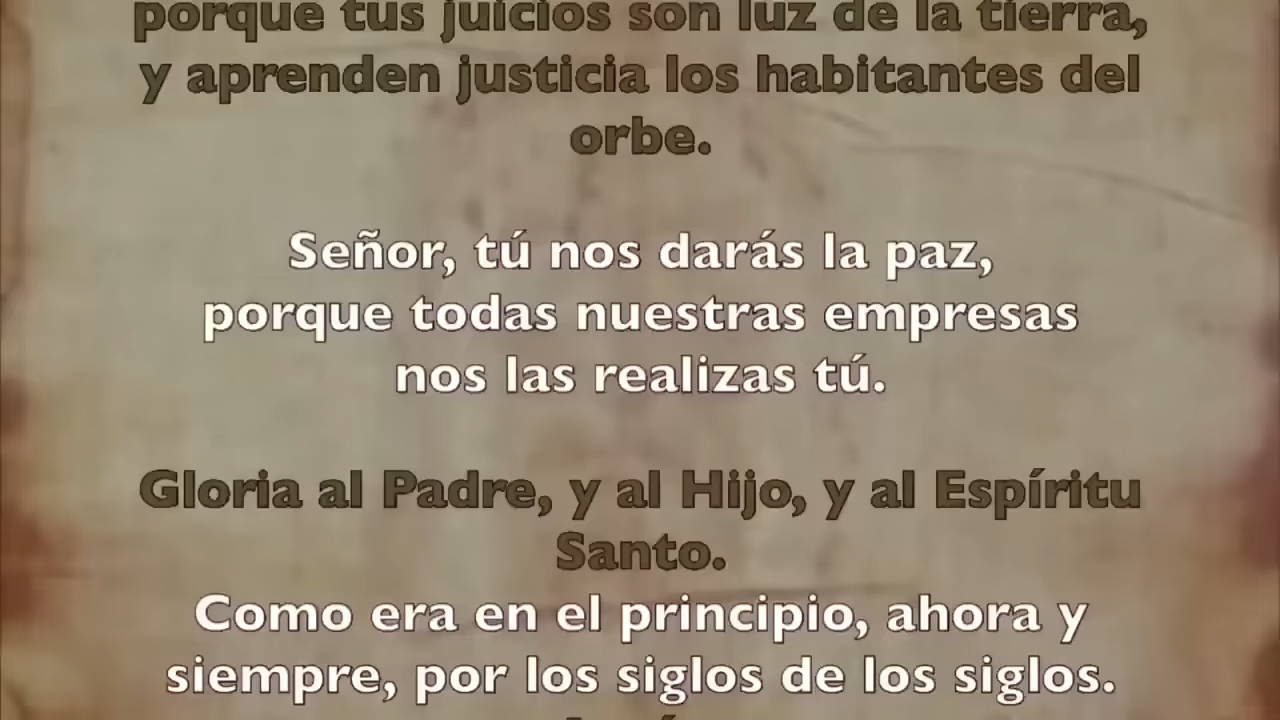 porque tus juicios son luz de la tierra,
y aprenden justicia los habitantes del
orbe.
Señor, tú nos darás la paz,
porque todas nuestras empresas
nos las realizas tú.
Gloria al Padre, y al Hijo, y al Espíritu
Santo.
Como era en el principio, ahora y
siempre, por los siglos de los siglos.